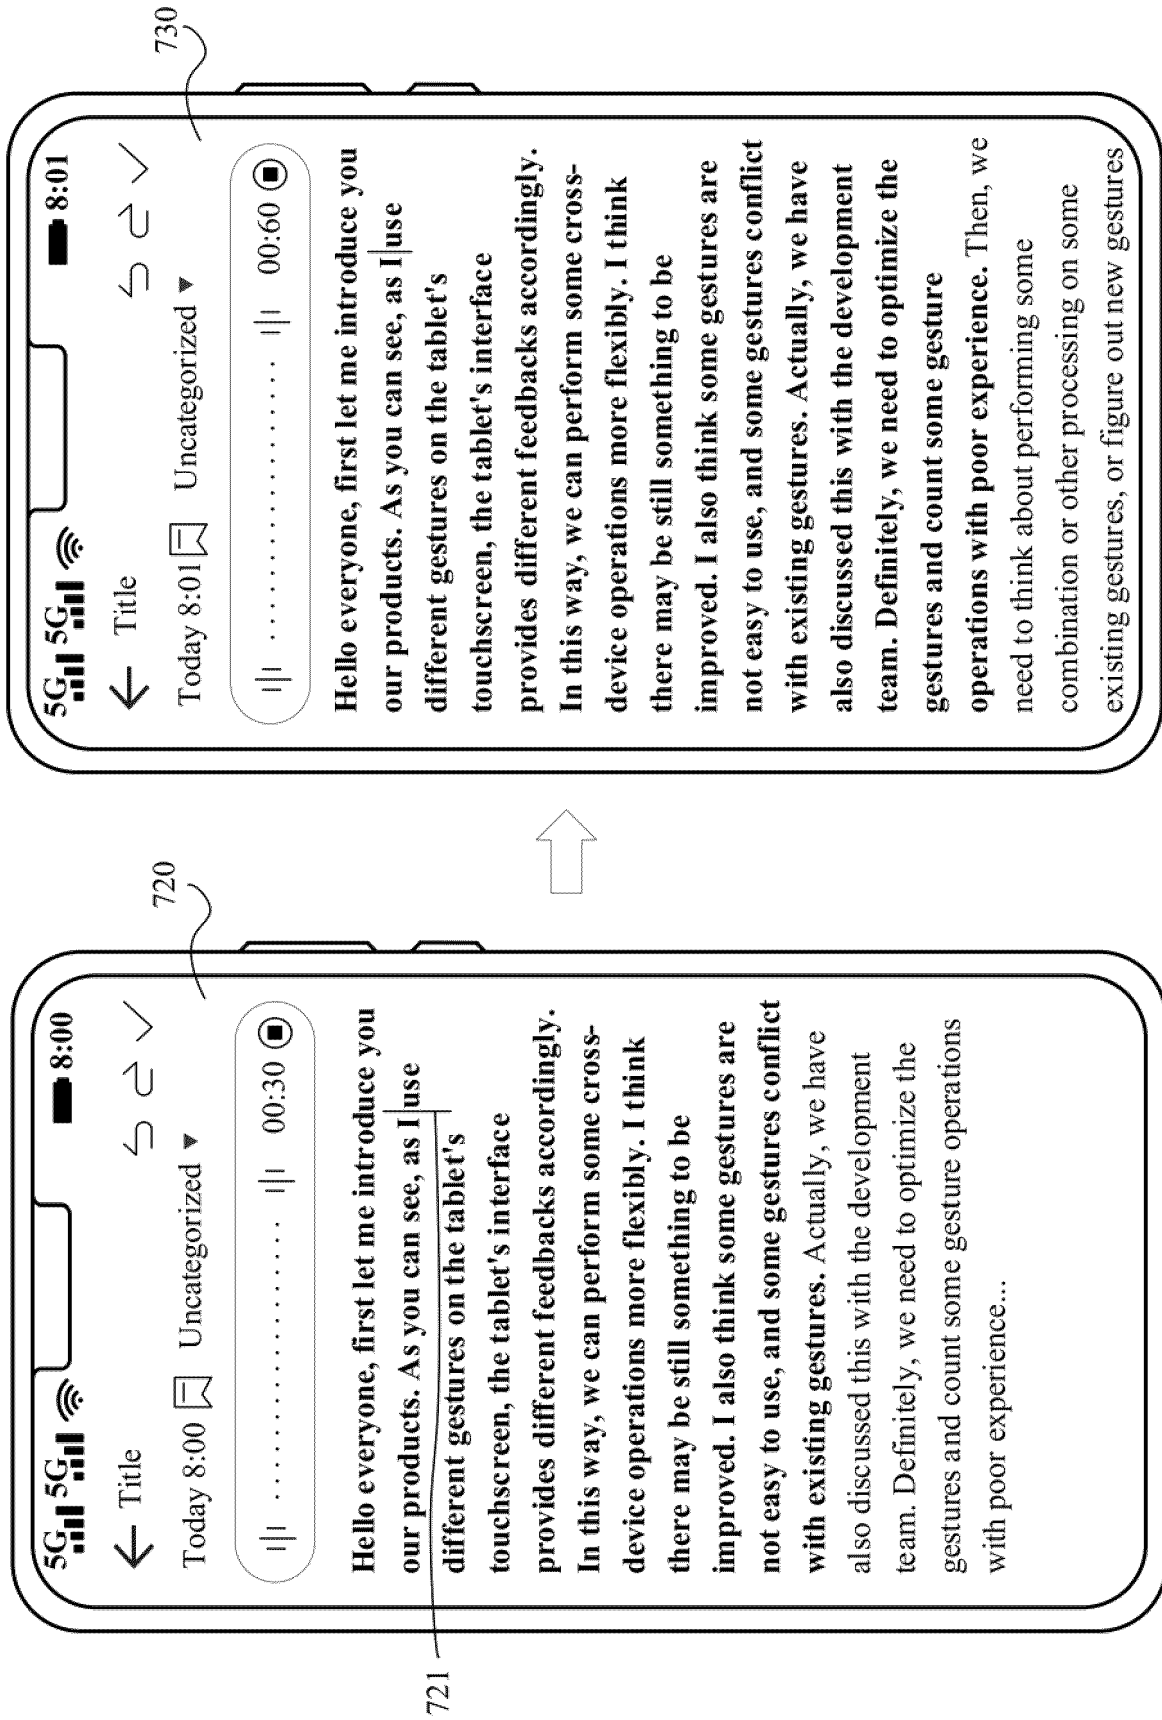 720
5G 5G 8:00
Title
Today 8:00 Uncategorized ▼
00:30
Hello everyone, first let me introduce you
our products. As you can see, as I use
different gestures on the tablet's
touchscreen, the tablet's interface
provides different feedbacks accordingly.
In this way, we can perform some cross-
device operations more flexibly. I think
there may be still something to be
improved. I also think some gestures are
not easy to use, and some gestures conflict
with existing gestures. Actually, we have
also discussed this with the development
team. Definitely, we need to optimize the
gestures and count some gesture operations
with poor experience...
721
730
5G 5G 8:01
Title
Today 8:01 Uncategorized ▼
00:60
Hello everyone, first let me introduce you
our products. As you can see, as I use
different gestures on the tablet's
touchscreen, the tablet's interface
provides different feedbacks accordingly.
In this way, we can perform some cross-
device operations more flexibly. I think
there may be still something to be
improved. I also think some gestures are
not easy to use, and some gestures conflict
with existing gestures. Actually, we have
also discussed this with the development
team. Definitely, we need to optimize the
gestures and count some gesture
operations with poor experience. Then, we
need to think about performing some
combination or other processing on some
existing gestures, or figure out new gestures